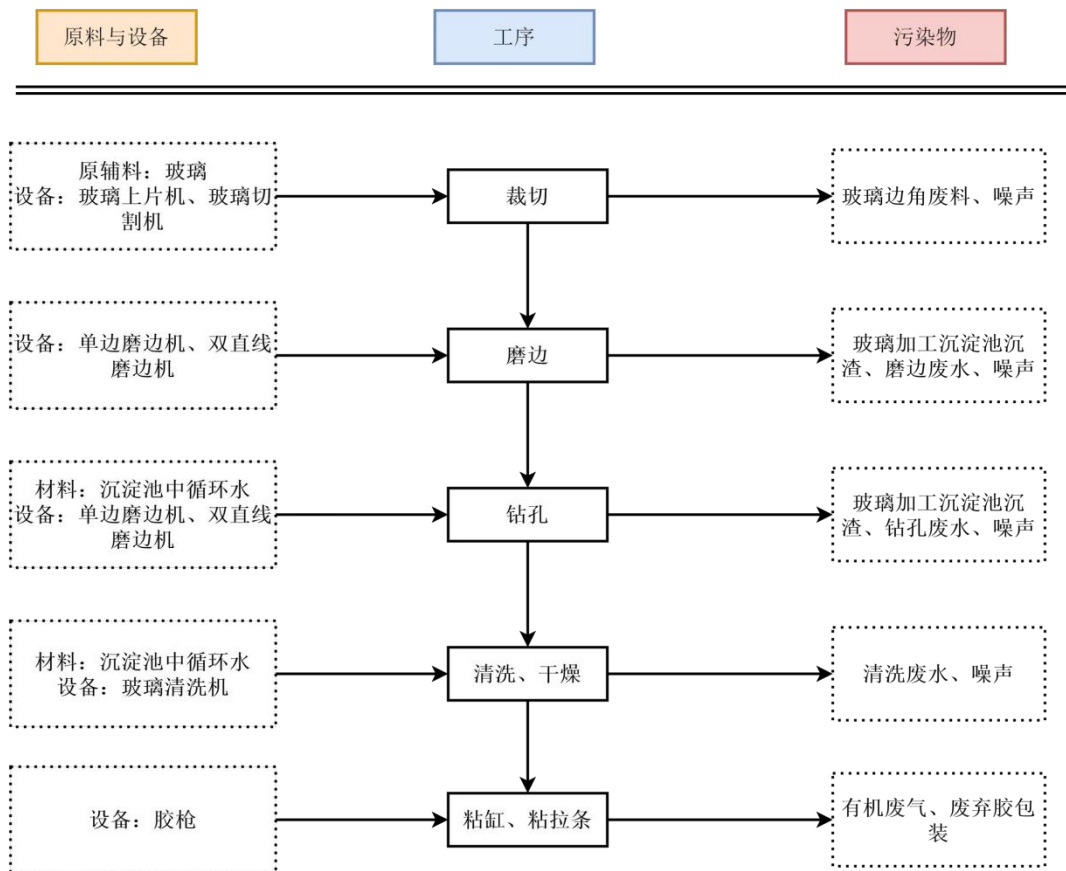 原料与设备
工序
污染物
原辅料：玻璃
设备：玻璃上片机、玻璃切
割机
裁切
玻璃边角废料、噪声
设备：单边磨边机、双直线
磨边机
磨边
玻璃加工沉淀池沉
渣、磨边废水、噪声
材料：沉淀池中循环水
设备：单边磨边机、双直线
磨边机
钻孔
玻璃加工沉淀池沉
渣、钻孔废水、噪声
材料：沉淀池中循环水
设备：玻璃清洗机
清洗、干燥
清洗废水、噪声
设备：胶枪
粘缸、粘拉条
有机废气、废弃胶包
装